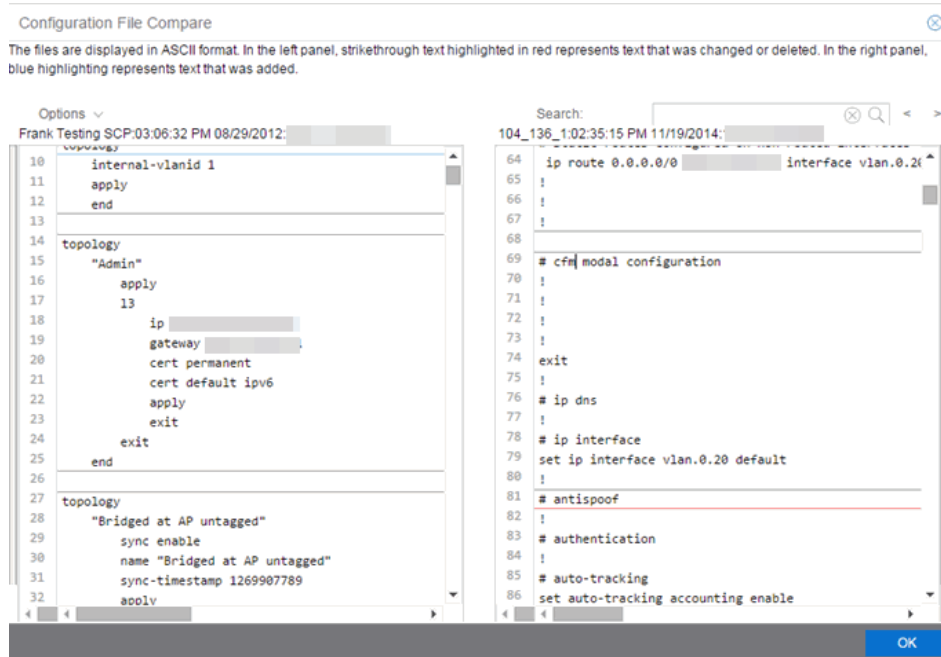 Configuration File Compare
The files are displayed in ASCII format. In the left panel, strikethrough text highlighted in red represents text that was changed or deleted. In the right panel,
blue highlighting represents text that was added.
Options
Search:
< >
Frank Testing SCP:03:06:32 PM 08/29/2012:
104_136_1:02:35:15 PM 11/19/2014:
topology
10 internal-vlanid 1
11 apply
12 end
13
14 topology
15 "Admin"
16 apply
17 l3
18 ip
19 gateway
20 cert permanent
21 cert default ipv6
22 apply
23 exit
24 exit
25 end
26
27 topology
28 "Bridged at AP untagged"
29 sync enable
30 name "Bridged at AP untagged"
31 sync-timestamp 1269907789
32 apply
64 ip route 0.0.0.0/0 interface vlan.0.20
65 !
66 !
67 !
68
69 # cfm modal configuration
70 !
71 !
72 !
73 !
74 exit
75 !
76 # ip dns
77 !
78 # ip interface
79 set ip interface vlan.0.20 default
80 !
81 # antispoof
82 !
83 # authentication
84 !
85 # auto-tracking
86 set auto-tracking accounting enable
OK